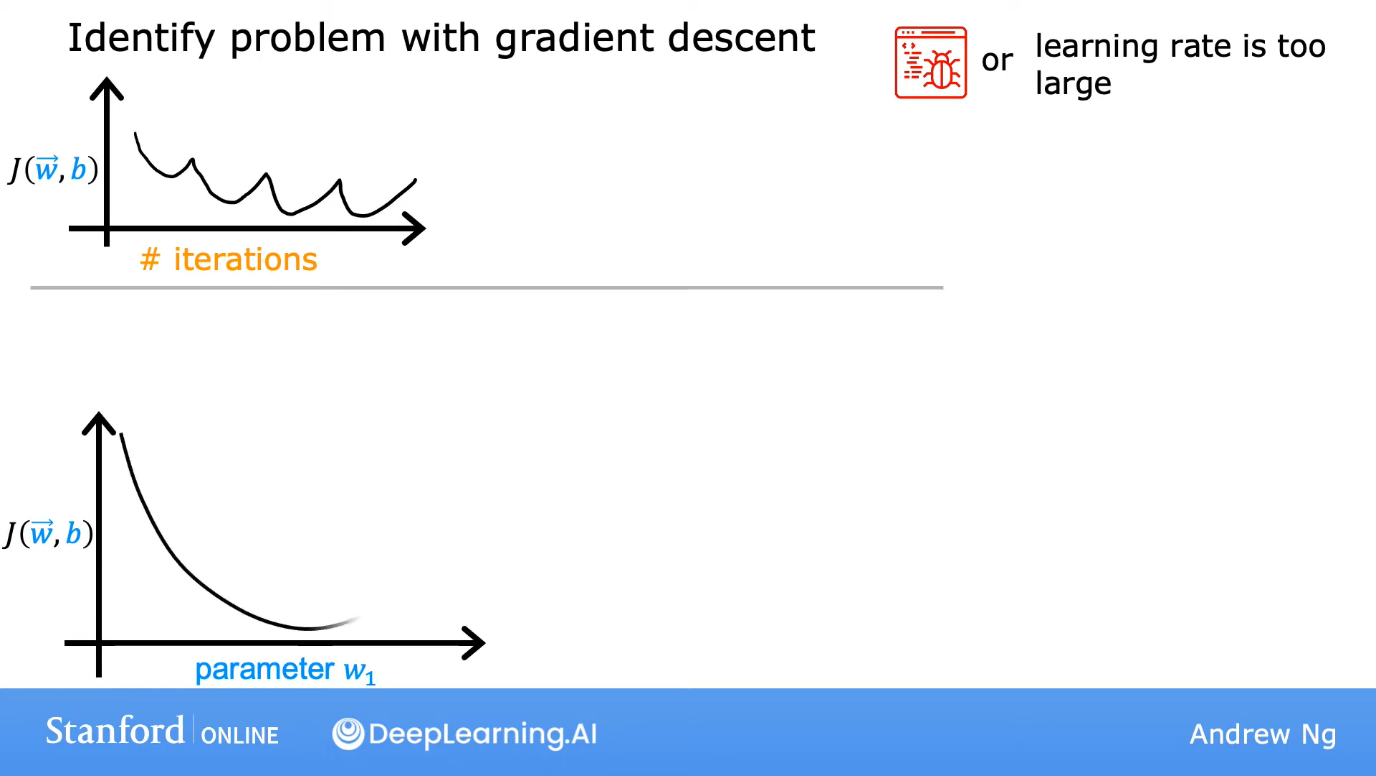 Identify problem with gradient descent
or
learning rate is too
large
J(w⃗, b)
# iterations
J(w⃗, b)
parameter w₁
Stanford ONLINE
DeepLearning.AI
Andrew Ng